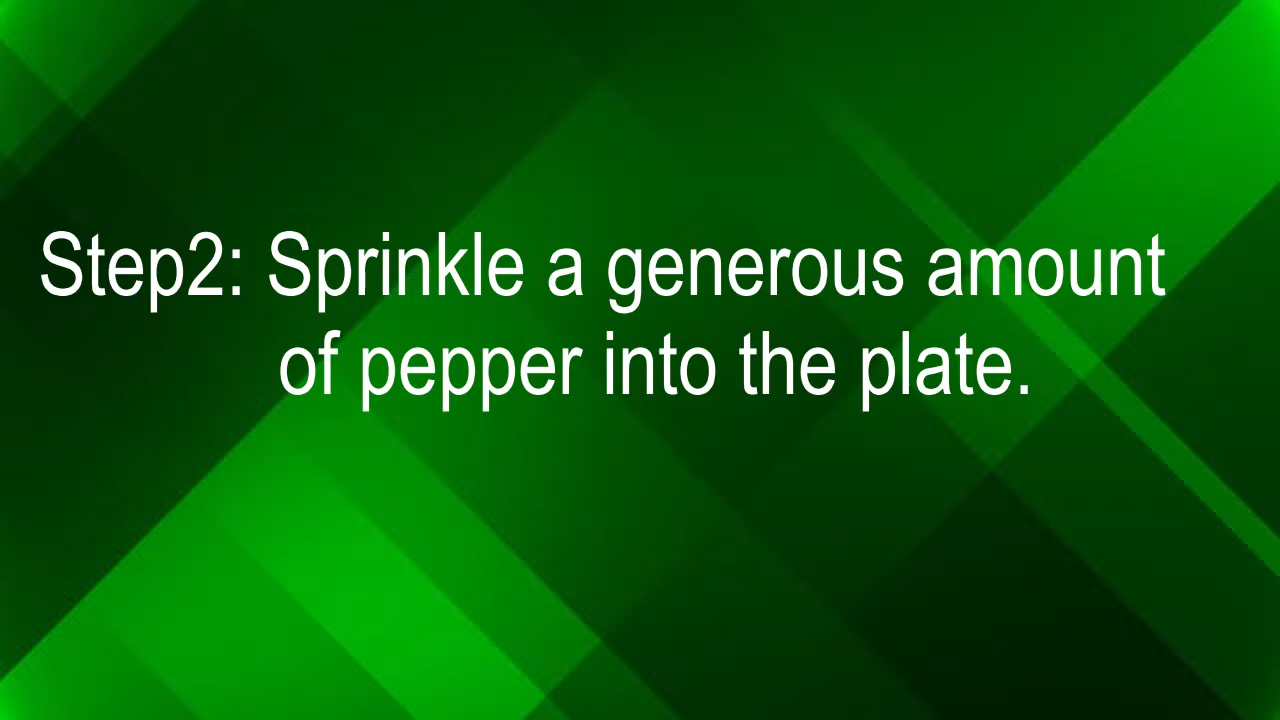 Step2: Sprinkle a generous amount
of pepper into the plate.